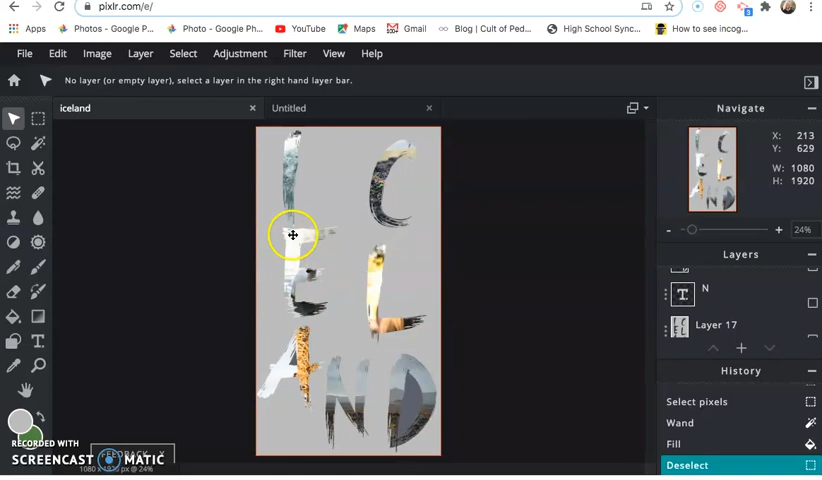 pixlr.com/e/
Apps
Photos - Google P...
Photo - Google Ph...
YouTube
Maps
Gmail
Blog | Cult of Ped...
High School Sync...
How to see incog...
3
File Edit Image Layer Select Adjustment Filter View Help
No layer (or empty layer), select a layer in the right hand layer bar.
iceland
Untitled
Navigate
I C
E L
AND
X: 213
Y: 629
W: 1080
H: 1920
24%
Layers
T N
Layer 17
History
Select pixels
Wand
Fill
Deselect
RECORDED WITH
SCREENCAST MATIC
FEEDBACK
1080 x 1920 px @ 24%